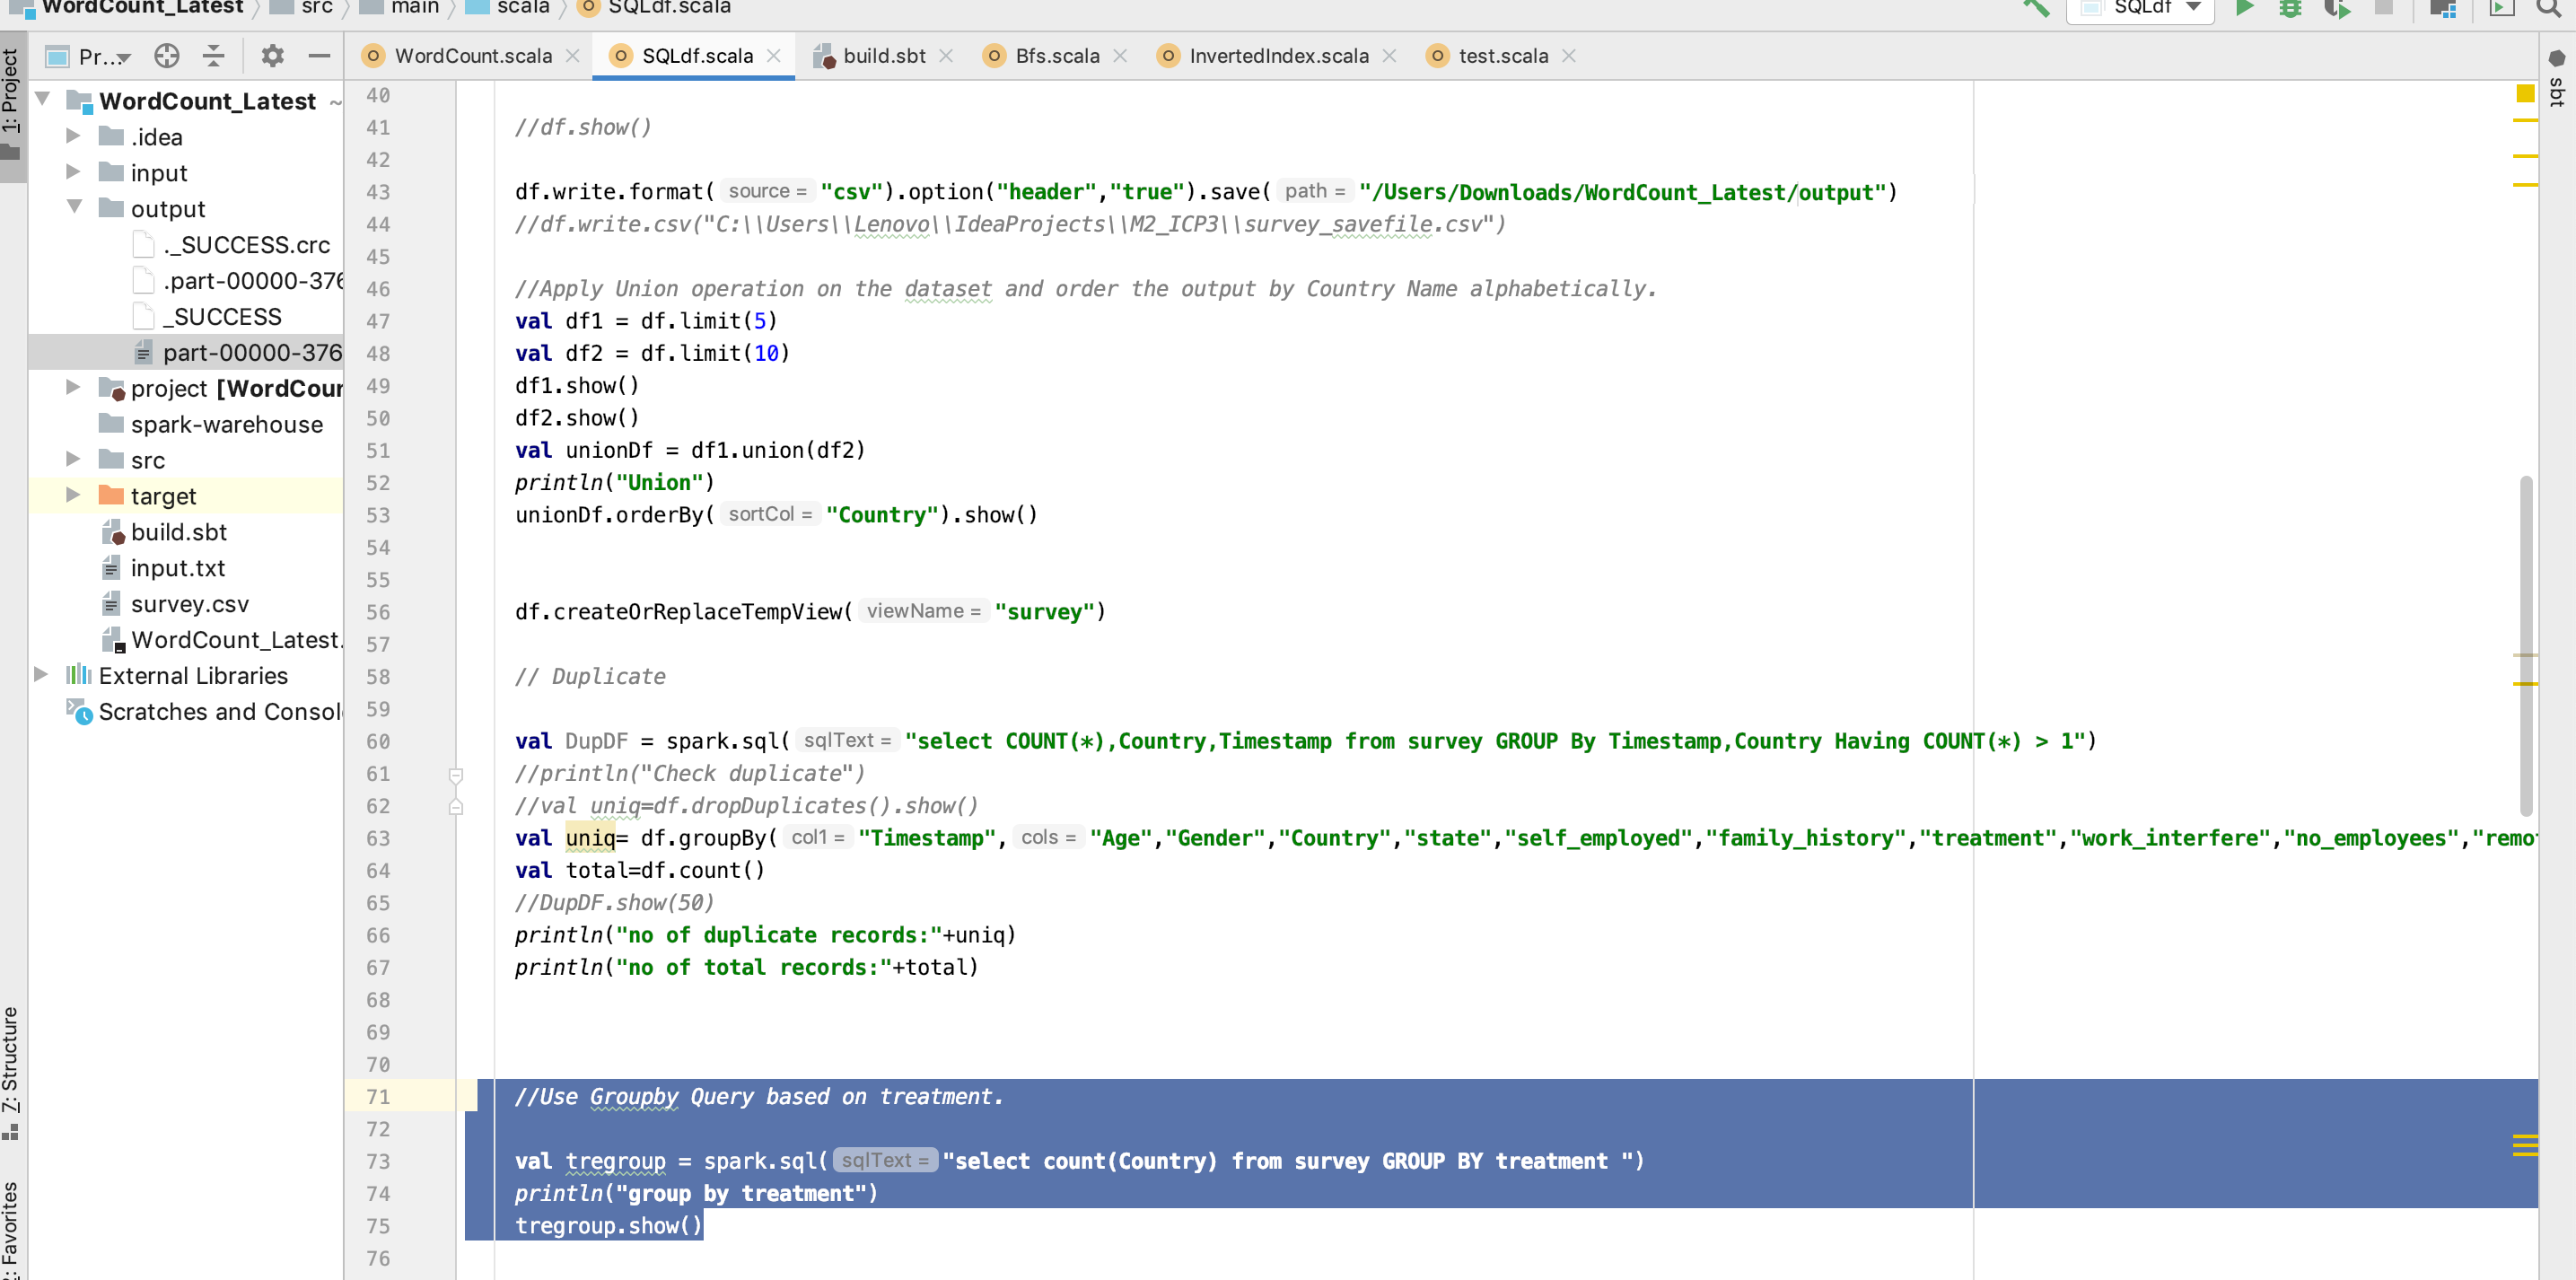 WordCount_Latest src main scala SQLdf.scala SQLdf
Pr... WordCount.scala SQLdf.scala build.sbt Bfs.scala InvertedIndex.scala test.scala
1: Project
Z: Structure
2: Favorites
sbt
WordCount_Latest ~
.idea
input
output
._SUCCESS.crc
.part-00000-376
_SUCCESS
part-00000-376
project [WordCour
spark-warehouse
src
target
build.sbt
input.txt
survey.csv
WordCount_Latest.
External Libraries
Scratches and Consol
40
41 //df.show()
42
43 df.write.format( source = "csv").option("header","true").save( path = "/Users/Downloads/WordCount_Latest/output")
44 //df.write.csv("C:\\Users\\Lenovo\\IdeaProjects\\M2_ICP3\\survey_savefile.csv")
45
46 //Apply Union operation on the dataset and order the output by Country Name alphabetically.
47 val df1 = df.limit(5)
48 val df2 = df.limit(10)
49 df1.show()
50 df2.show()
51 val unionDf = df1.union(df2)
52 println("Union")
53 unionDf.orderBy( sortCol = "Country").show()
54
55
56 df.createOrReplaceTempView( viewName = "survey")
57
58 // Duplicate
59
60 val DupDF = spark.sql( sqlText = "select COUNT(*),Country,Timestamp from survey GROUP By Timestamp,Country Having COUNT(*) > 1")
61 //println("Check duplicate")
62 //val uniq=df.dropDuplicates().show()
63 val uniq= df.groupBy( col1 = "Timestamp", cols = "Age","Gender","Country","state","self_employed","family_history","treatment","work_interfere","no_employees","remo
64 val total=df.count()
65 //DupDF.show(50)
66 println("no of duplicate records:"+uniq)
67 println("no of total records:"+total)
68
69
70
71 //Use Groupby Query based on treatment.
72
73 val tregroup = spark.sql( sqlText = "select count(Country) from survey GROUP BY treatment ")
74 println("group by treatment")
75 tregroup.show()
76